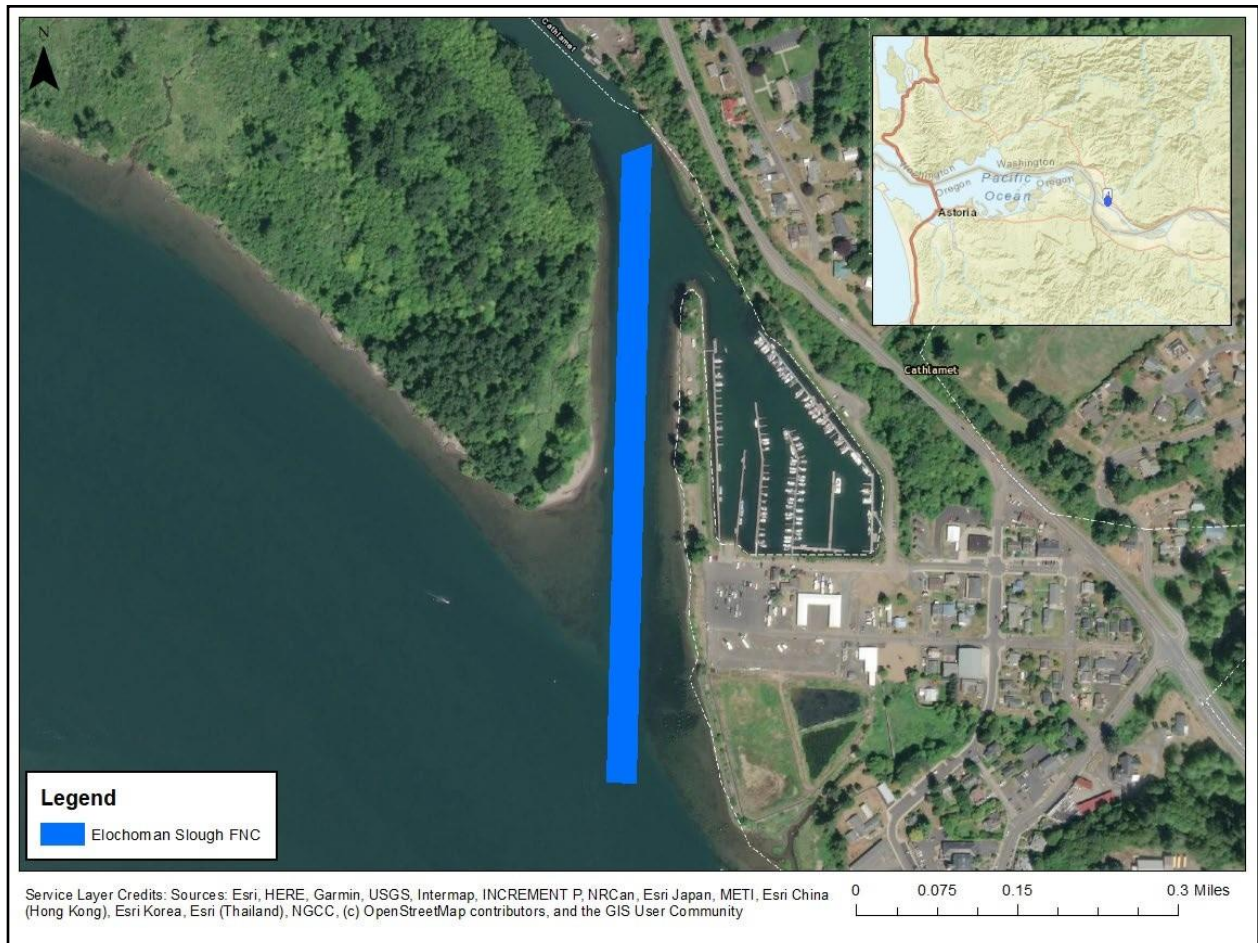 N
Cathlamet
Washington
Washington
Oregon
Pacific
Ocean
Oregon
Astoria
Cathlamet
Legend
Elochoman Slough FNC
Service Layer Credits: Sources: Esri, HERE, Garmin, USGS, Intermap, INCREMENT P, NRCan, Esri Japan, METI, Esri China
(Hong Kong), Esri Korea, Esri (Thailand), NGCC, (c) OpenStreetMap contributors, and the GIS User Community
0 0.075 0.15 0.3 Miles